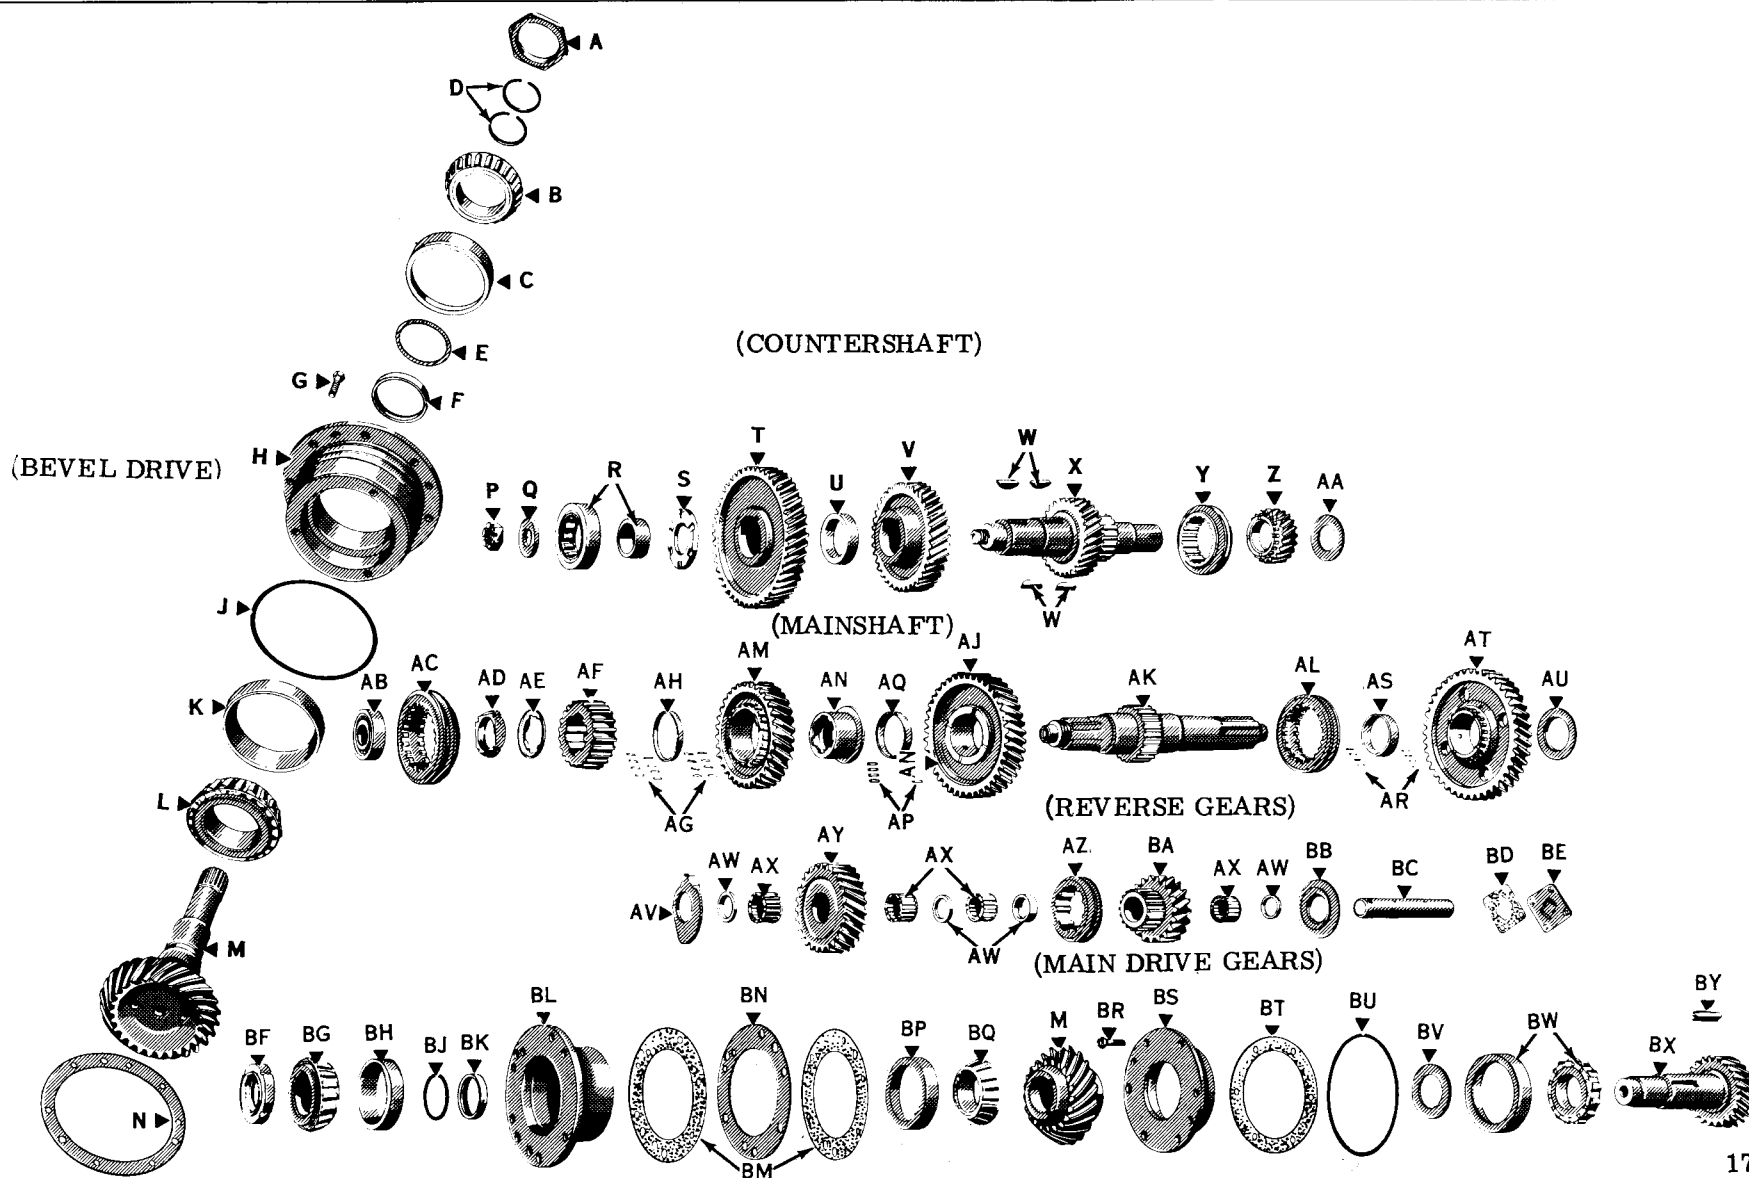 A
D
B
C
E
(COUNTERSHAFT)
G F
T V W
H R X
(BEVEL DRIVE) P Q S U Y Z AA
J W
(MAINSHAFT)
AM AJ AT
AC
AB AD AE AF AH AN AQ AK AL AS AU
K
AN
L AG AP (REVERSE GEARS) AR
AY AZ BA
AW AX AX AX AW BB BC BD BE
AV
M AW
(MAIN DRIVE GEARS)
BL BN M BR BS BT BU BY
BF BG BH BJ BK BP BQ BV BW BX
N
BM
17